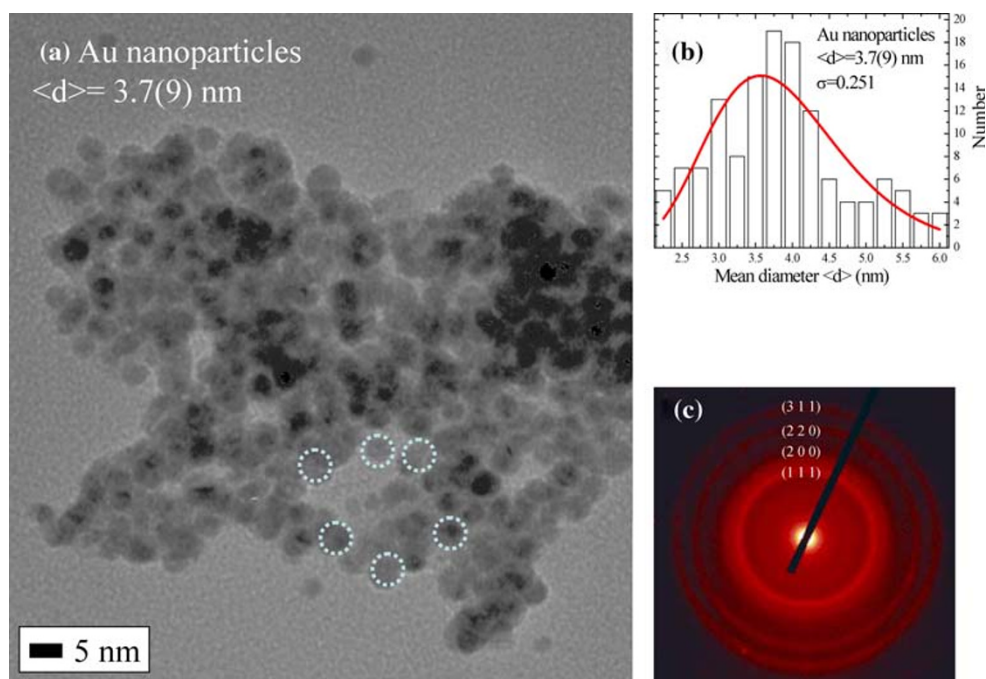 (a) Au nanoparticles
<d>= 3.7(9) nm
5 nm
(b)
Au nanoparticles
<d>=3.7(9) nm
σ=0.251
20
18
16
14
12
10
8
6
4
2
0
Number
2.5 3.0 3.5 4.0 4.5 5.0 5.5 6.0
Mean diameter <d> (nm)
(c)
(3 1 1)
(2 2 0)
(2 0 0)
(1 1 1)